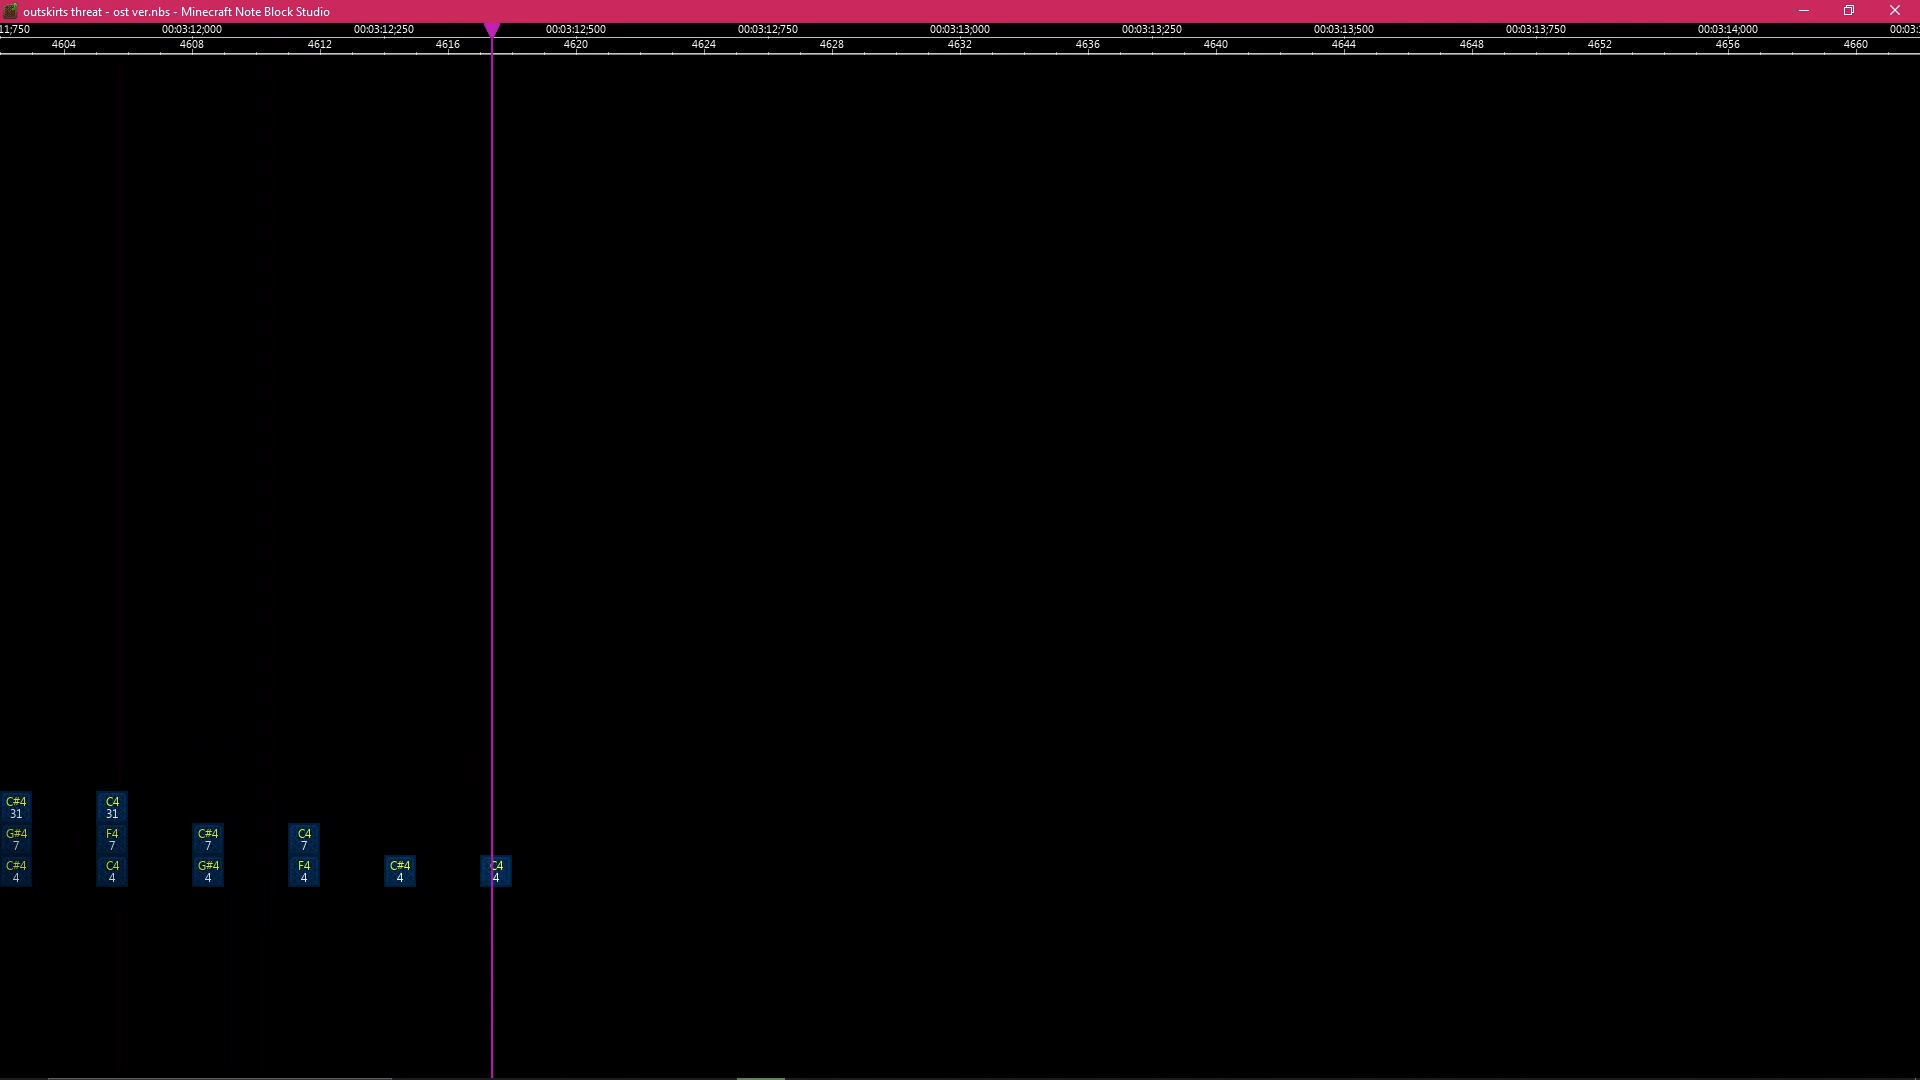 outskirts threat - ost ver.nbs - Minecraft Note Block Studio
11;750 00:03:12;000 00:03:12;250 00:03:12;500 00:03:12;750 00:03:13;000 00:03:13;250 00:03:13;500 00:03:13;750 00:03:14;000 00:03:
4604 4608 4612 4616 4620 4624 4628 4632 4636 4640 4644 4648 4652 4656 4660
C#4 C4
31 31
G#4 F4 C#4 C4
7 7 7 7
C#4 C4 G#4 F4 C#4 C4
4 4 4 4 4 4